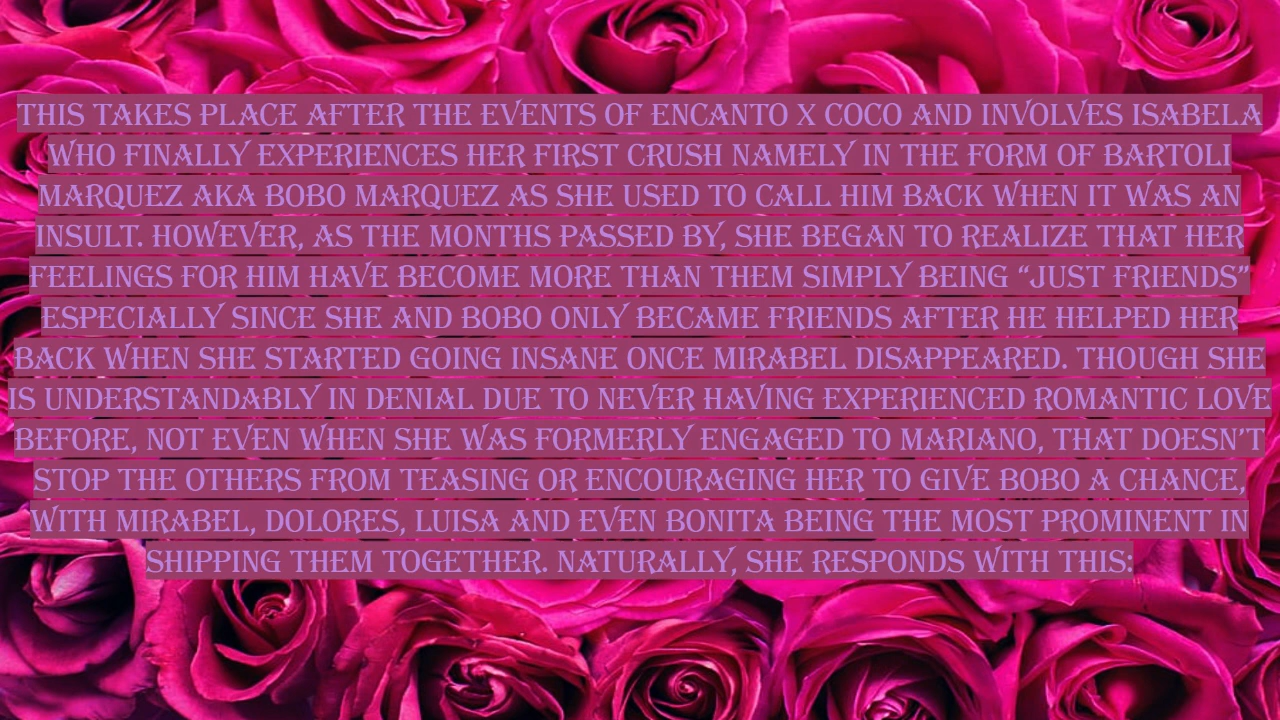 THIS TAKES PLACE AFTER THE EVENTS OF ENCANTO X COCO AND INVOLVES ISABELA
WHO FINALLY EXPERIENCES HER FIRST CRUSH NAMELY IN THE FORM OF BARTOLI
MARQUEZ AKA BOBO MARQUEZ AS SHE USED TO CALL HIM BACK WHEN IT WAS AN
INSULT. HOWEVER, AS THE MONTHS PASSED BY, SHE BEGAN TO REALIZE THAT HER
FEELINGS FOR HIM HAVE BECOME MORE THAN THEM SIMPLY BEING “JUST FRIENDS”
ESPECIALLY SINCE SHE AND BOBO ONLY BECAME FRIENDS AFTER HE HELPED HER
BACK WHEN SHE STARTED GOING INSANE ONCE MIRABEL DISAPPEARED. THOUGH SHE
IS UNDERSTANDABLY IN DENIAL DUE TO NEVER HAVING EXPERIENCED ROMANTIC LOVE
BEFORE, NOT EVEN WHEN SHE WAS FORMERLY ENGAGED TO MARIANO, THAT DOESN’T
STOP THE OTHERS FROM TEASING OR ENCOURAGING HER TO GIVE BOBO A CHANCE,
WITH MIRABEL, DOLORES, LUISA AND EVEN BONITA BEING THE MOST PROMINENT IN
SHIPPING THEM TOGETHER. NATURALLY, SHE RESPONDS WITH THIS: